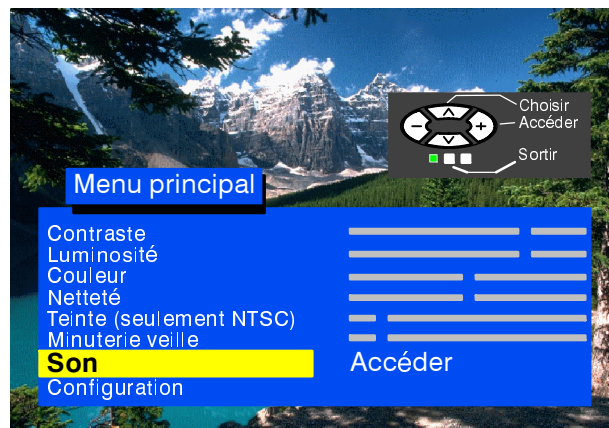 Choisir
Accéder
Sortir
Menu principal
Contraste
Luminosité
Couleur
Netteté
Teinte (seulement NTSC)
Minuterie veille
Son Accéder
Configuration